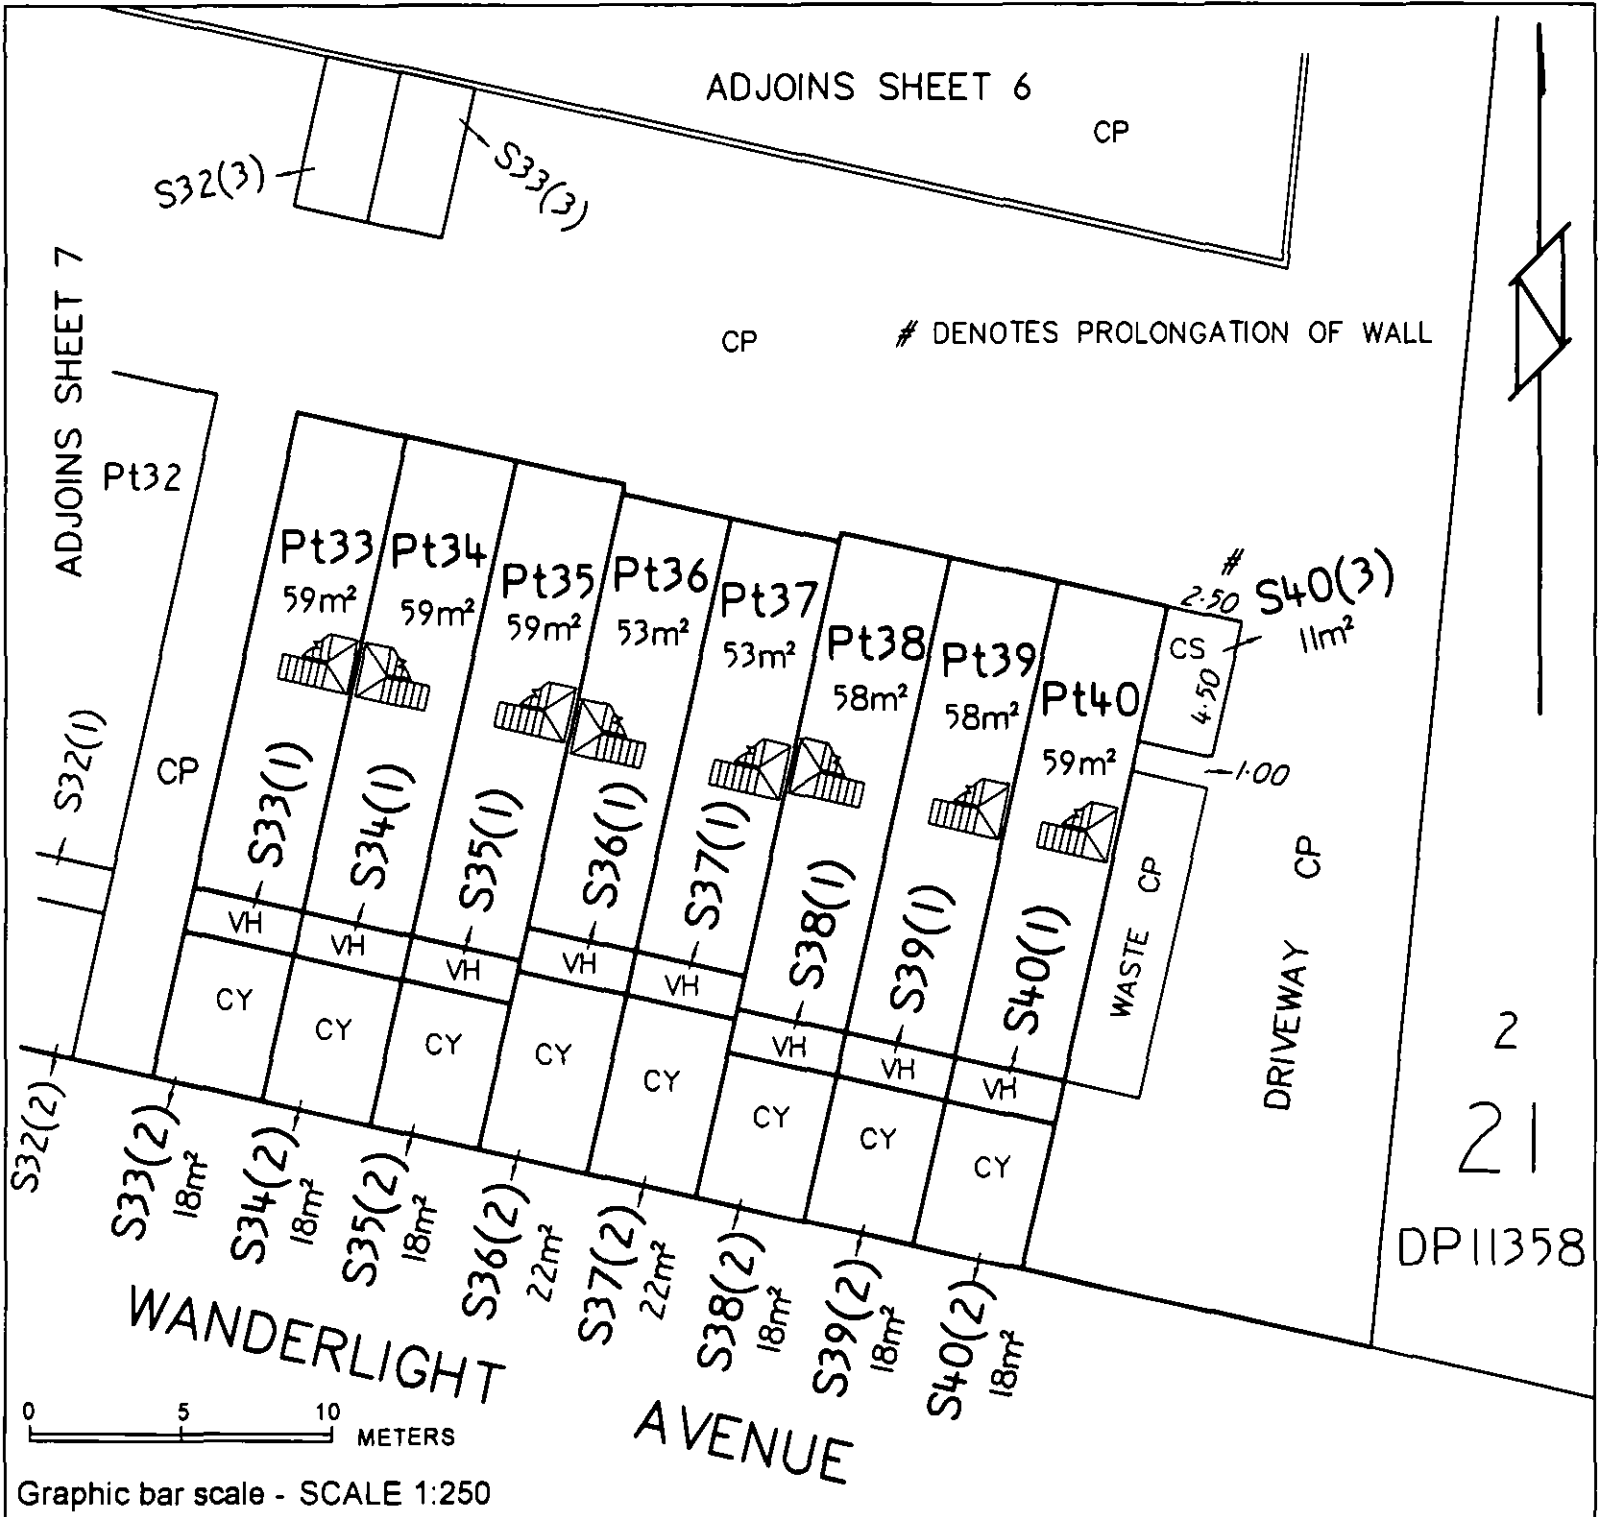 ADJOINS SHEET 6
CP
S32(3)
S33(3)
ADJOINS SHEET 7
CP
# DENOTES PROLONGATION OF WALL
Pt32
Pt33
59m²
Pt34
59m²
Pt35
59m²
Pt36
53m²
Pt37
53m²
Pt38
58m²
Pt39
58m²
Pt40
59m²
#
2·50
S40(3)
11m²
CS
4·50
1·00
S32(1)
CP
S33(1)
S34(1)
S35(1)
S36(1)
S37(1)
S38(1)
S39(1)
S40(1)
WASTE CP
DRIVEWAY CP
VH
VH
VH
VH
VH
VH
VH
VH
CY
CY
CY
CY
CY
CY
CY
CY
2
21
DP11358
S32(2)
S33(2)
18m²
S34(2)
18m²
S35(2)
18m²
S36(2)
22m²
S37(2)
22m²
S38(2)
18m²
S39(2)
18m²
S40(2)
18m²
WANDERLIGHT AVENUE
0 5 10
METERS
Graphic bar scale - SCALE 1:250